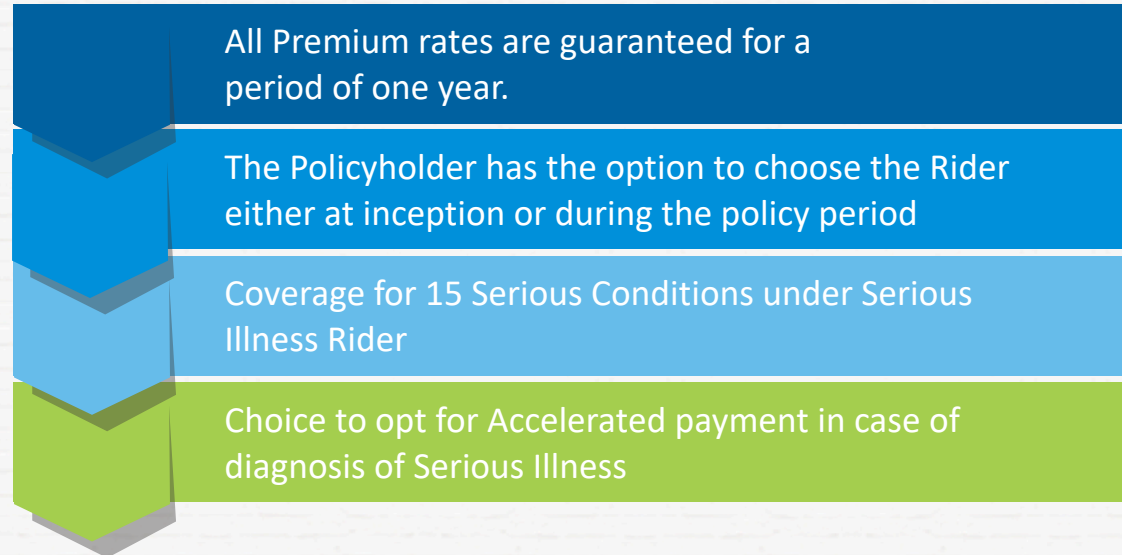 All Premium rates are guaranteed for a
period of one year.
The Policyholder has the option to choose the Rider
either at inception or during the policy period
Coverage for 15 Serious Conditions under Serious
Illness Rider
Choice to opt for Accelerated payment in case of
diagnosis of Serious Illness